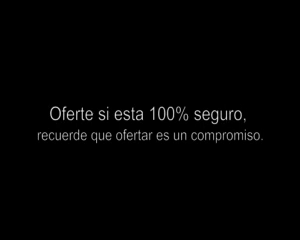 Oferte si esta 100% seguro,
recuerde que ofertar es un compromiso.